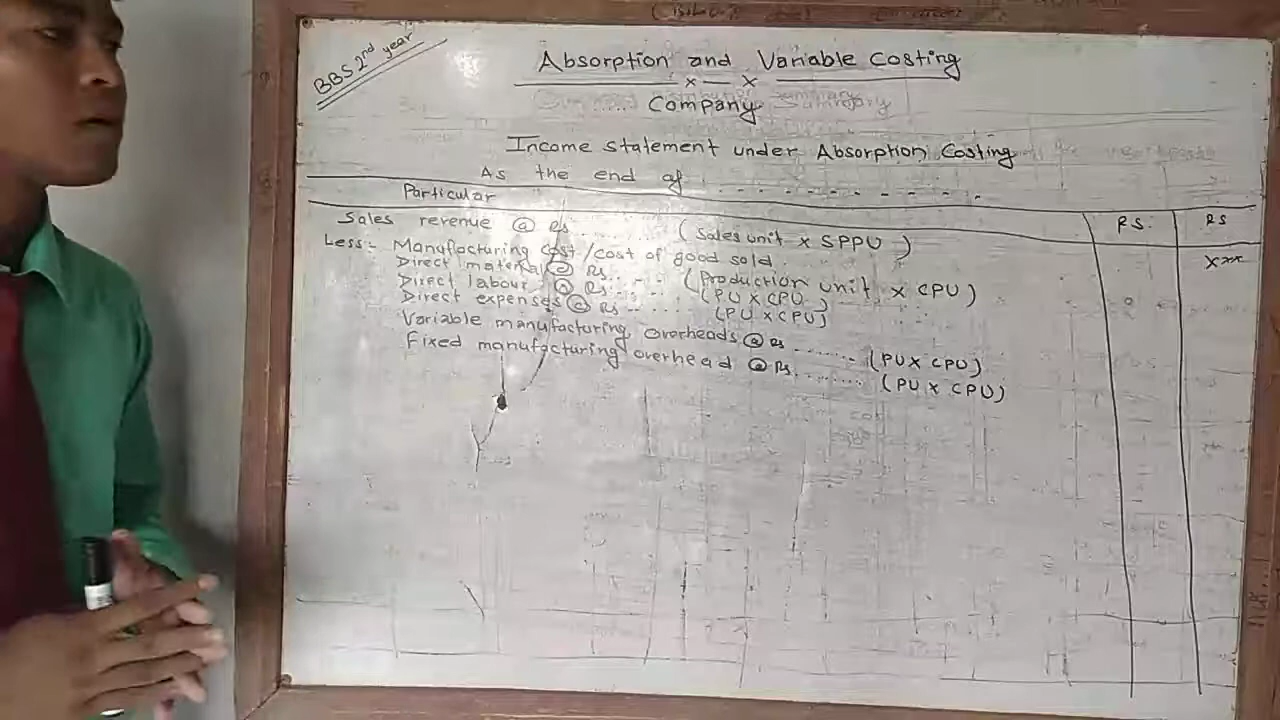 BBS 2nd year
Absorption and Variable Costing
x — x
Company
Income statement under Absorption Costing
As the end of ............
Particular RS. RS
Sales revenue @ Rs ......... (Sales unit x SPPU) xxx
Less:- Manufacturing cost/cost of good sold.
Direct material @ Rs...... (Production unit x CPU)
Direct labour @ Rs...... (PU x CPU)
Direct expenses @ Rs...... (PU x CPU)
Variable manufacturing overheads @ Rs ........ (PU x CPU)
Fixed manufacturing overhead @ Rs......... (PU x CPU)